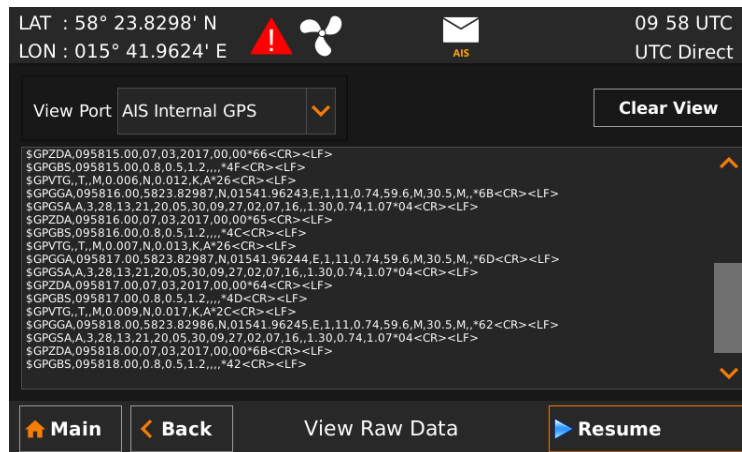 LAT : 58° 23.8298' N
LON : 015° 41.9624' E
AIS
09 58 UTC
UTC Direct
View Port AIS Internal GPS
Clear View
$GPZDA,095815.00,07,03,2017,00,00*66<CR><LF>
$GPGBS,095815.00,0.8,0.5,1.2,,,,*4F<CR><LF>
$GPVTG,,T,,M,0.006,N,0.012,K,A*26<CR><LF>
$GPGGA,095816.00,5823.82987,N,01541.96243,E,1,11,0.74,59.6,M,30.5,M,,*6B<CR><LF>
$GPGSA,A,3,28,13,21,20,05,30,09,27,02,07,16,,1.30,0.74,1.07*04<CR><LF>
$GPZDA,095816.00,07,03,2017,00,00*65<CR><LF>
$GPGBS,095816.00,0.8,0.5,1.2,,,,*4C<CR><LF>
$GPVTG,,T,,M,0.007,N,0.013,K,A*26<CR><LF>
$GPGGA,095817.00,5823.82987,N,01541.96244,E,1,11,0.74,59.6,M,30.5,M,,*6D<CR><LF>
$GPGSA,A,3,28,13,21,20,05,30,09,27,02,07,16,,1.30,0.74,1.07*04<CR><LF>
$GPZDA,095817.00,07,03,2017,00,00*64<CR><LF>
$GPGBS,095817.00,0.8,0.5,1.2,,,,*4D<CR><LF>
$GPVTG,,T,,M,0.009,N,0.017,K,A*2C<CR><LF>
$GPGGA,095818.00,5823.82986,N,01541.96245,E,1,11,0.74,59.6,M,30.5,M,,*62<CR><LF>
$GPGSA,A,3,28,13,21,20,05,30,09,27,02,07,16,,1.30,0.74,1.07*04<CR><LF>
$GPZDA,095818.00,07,03,2017,00,00*6B<CR><LF>
$GPGBS,095818.00,0.8,0.5,1.2,,,,*42<CR><LF>
Main
Back
View Raw Data
Resume